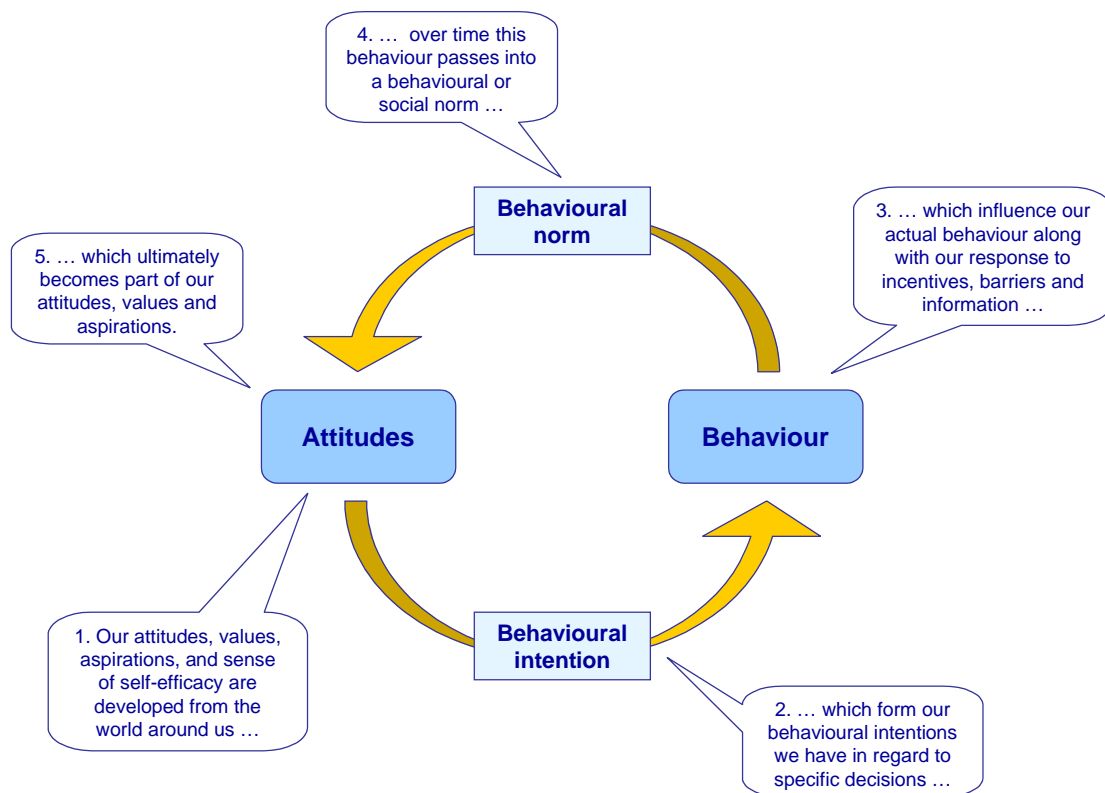 4. … over time this
behaviour passes into
a behavioural or
social norm …
Behavioural
norm
3. … which influence our
actual behaviour along
with our response to
incentives, barriers and
information …
5. … which ultimately
becomes part of our
attitudes, values and
aspirations.
Attitudes
Behaviour
1. Our attitudes, values,
aspirations, and sense
of self-efficacy are
developed from the
world around us …
Behavioural
intention
2. … which form our
behavioural intentions
we have in regard to
specific decisions …